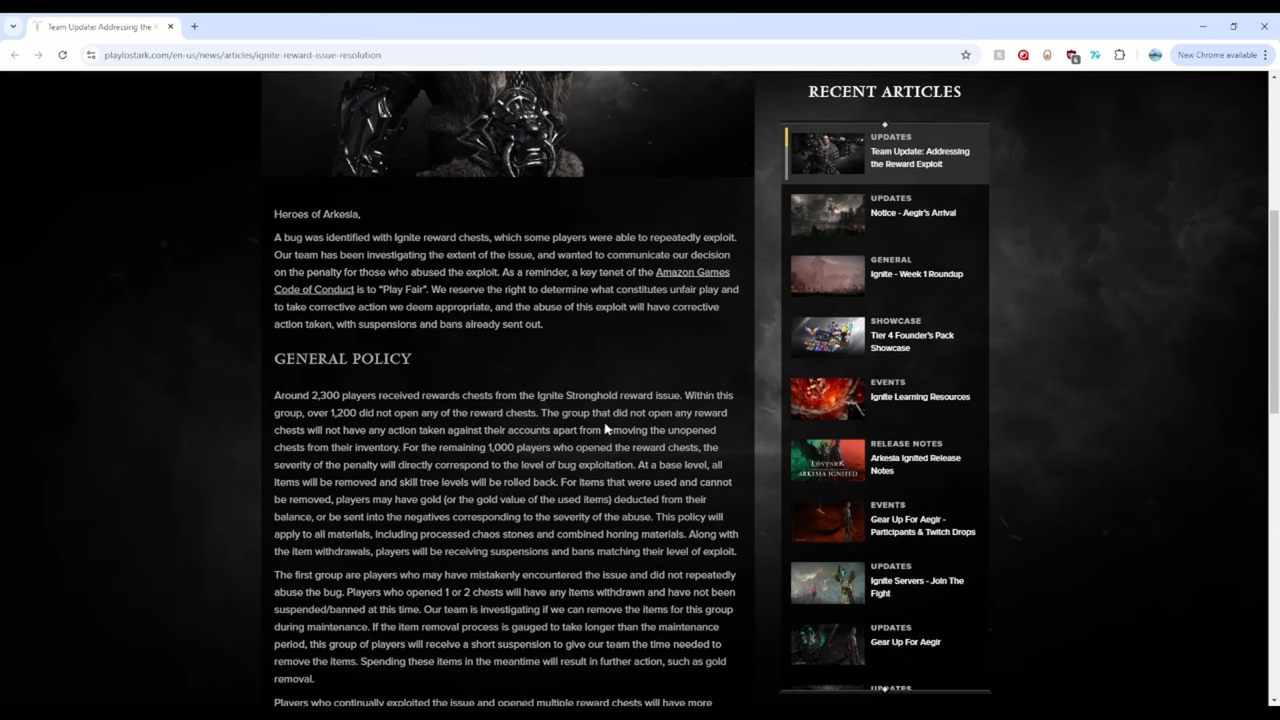 Team Update: Addressing the R
playlostark.com/en-us/news/articles/ignite-reward-issue-resolution
New Chrome available
Heroes of Arkesia,
A bug was identified with Ignite reward chests, which some players were able to repeatedly exploit.
Our team has been investigating the extent of the issue, and wanted to communicate our decision
on the penalty for those who abused the exploit. As a reminder, a key tenet of the Amazon Games
Code of Conduct is to “Play Fair”. We reserve the right to determine what constitutes unfair play and
to take corrective action we deem appropriate, and the abuse of this exploit will have corrective
action taken, with suspensions and bans already sent out.
GENERAL POLICY
Around 2,300 players received rewards chests from the Ignite Stronghold reward issue. Within this
group, over 1,200 did not open any of the reward chests. The group that did not open any reward
chests will not have any action taken against their accounts apart from removing the unopened
chests from their inventory. For the remaining 1,000 players who opened the reward chests, the
severity of the penalty will directly correspond to the level of bug exploitation. At a base level, all
items will be removed and skill tree levels will be rolled back. For items that were used and cannot
be removed, players may have gold (or the gold value of the used items) deducted from their
balance, or be sent into the negatives corresponding to the severity of the abuse. This policy will
apply to all materials, including processed chaos stones and combined honing materials. Along with
the item withdrawals, players will be receiving suspensions and bans matching their level of exploit.
The first group are players who may have mistakenly encountered the issue and did not repeatedly
abuse the bug. Players who opened 1 or 2 chests will have any items withdrawn and have not been
suspended/banned at this time. Our team is investigating if we can remove the items for this group
during maintenance. If the item removal process is gauged to take longer than the maintenance
period, this group of players will receive a short suspension to give our team the time needed to
remove the items. Spending these items in the meantime will result in further action, such as gold
removal.
Players who continually exploited the issue and opened multiple reward chests will have more
RECENT ARTICLES
UPDATES
Team Update: Addressing
the Reward Exploit
UPDATES
Notice - Aegir's Arrival
GENERAL
Ignite - Week 1 Roundup
SHOWCASE
Tier 4 Founder's Pack
Showcase
EVENTS
Ignite Learning Resources
LOST ARK
ARKESIA IGNITED
RELEASE NOTES
Arkesia Ignited Release
Notes
EVENTS
Gear Up For Aegir -
Participants & Twitch Drops
UPDATES
Ignite Servers - Join The
Fight
UPDATES
Gear Up For Aegir
UPDATES